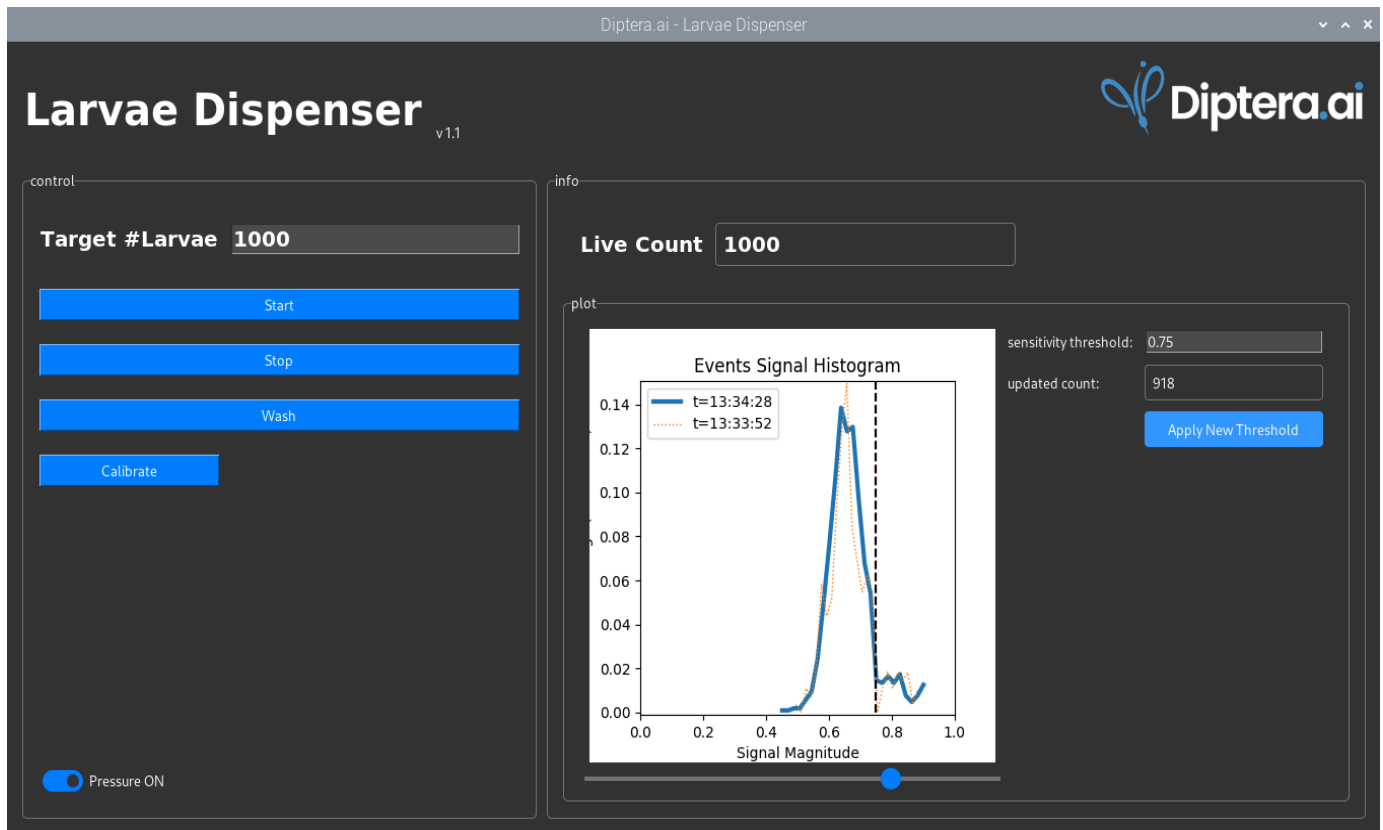 Diptera.ai - Larvae Dispenser
Larvae Dispenser v 1.1
Diptera.ai
control
Target #Larvae 1000
Start
Stop
Wash
Calibrate
Pressure ON
info
Live Count 1000
plot
Events Signal Histogram
t=13:34:28
t=13:33:52
0.14
0.12
0.10
0.08
0.06
0.04
0.02
0.00
0.0 0.2 0.4 0.6 0.8 1.0
Signal Magnitude
sensitivity threshold: 0.75
updated count: 918
Apply New Threshold